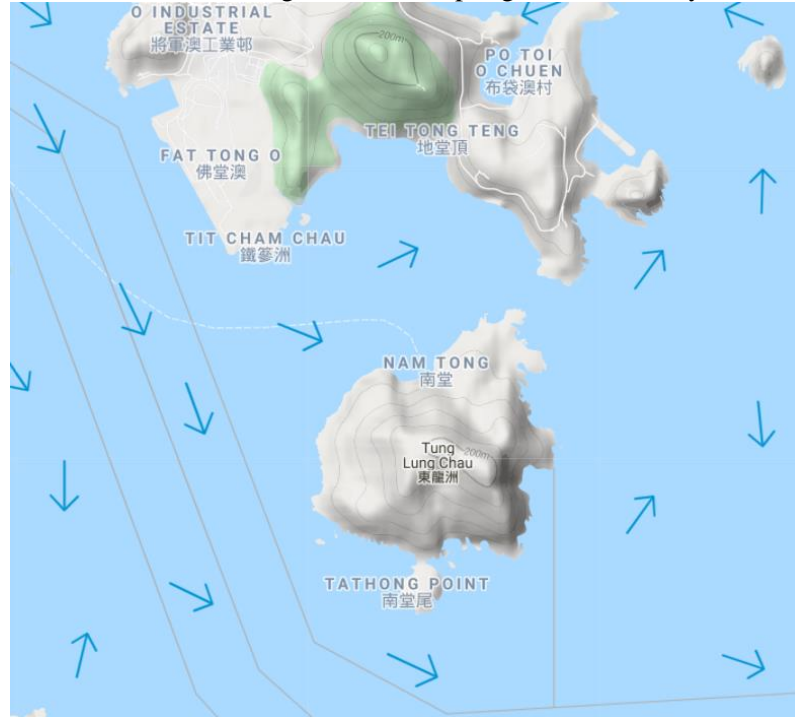 O INDUSTRIAL
ESTATE
將軍澳工業邨
200m
PO TOI
O CHUEN
布袋澳村
TEI TONG TENG
地堂頂
FAT TONG O
佛堂澳
TIT CHAM CHAU
鐵篸洲
NAM TONG
南堂
Tung
Lung Chau
東龍洲
200m
TATHONG POINT
南堂尾